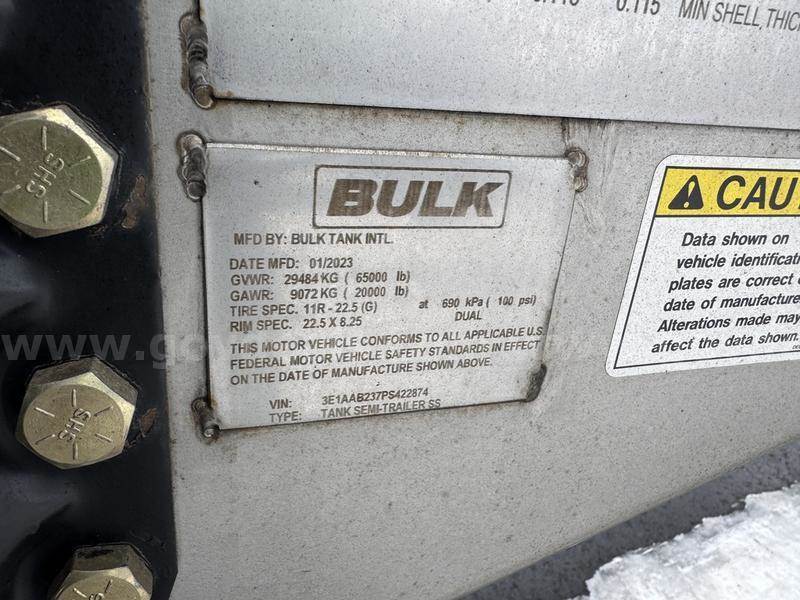 0.115 MIN SHELL, THIC
BULK
MFD BY: BULK TANK INTL.
DATE MFD: 01/2023
GVWR: 29484 KG ( 65000 lb)
GAWR: 9072 KG ( 20000 lb)
TIRE SPEC. 11R - 22.5 (G) at 690 kPa ( 100 psi)
RIM SPEC. 22.5 X 8.25 DUAL
THIS MOTOR VEHICLE CONFORMS TO ALL APPLICABLE U.S.
FEDERAL MOTOR VEHICLE SAFETY STANDARDS IN EFFECT
ON THE DATE OF MANUFACTURE SHOWN ABOVE.
VIN: 3E1AAB237PS422874
TYPE: TANK SEMI-TRAILER SS
CAU
Data shown on
vehicle identificati
plates are correct
date of manufacture
Alterations made may
affect the data shown.
SHS
SHS